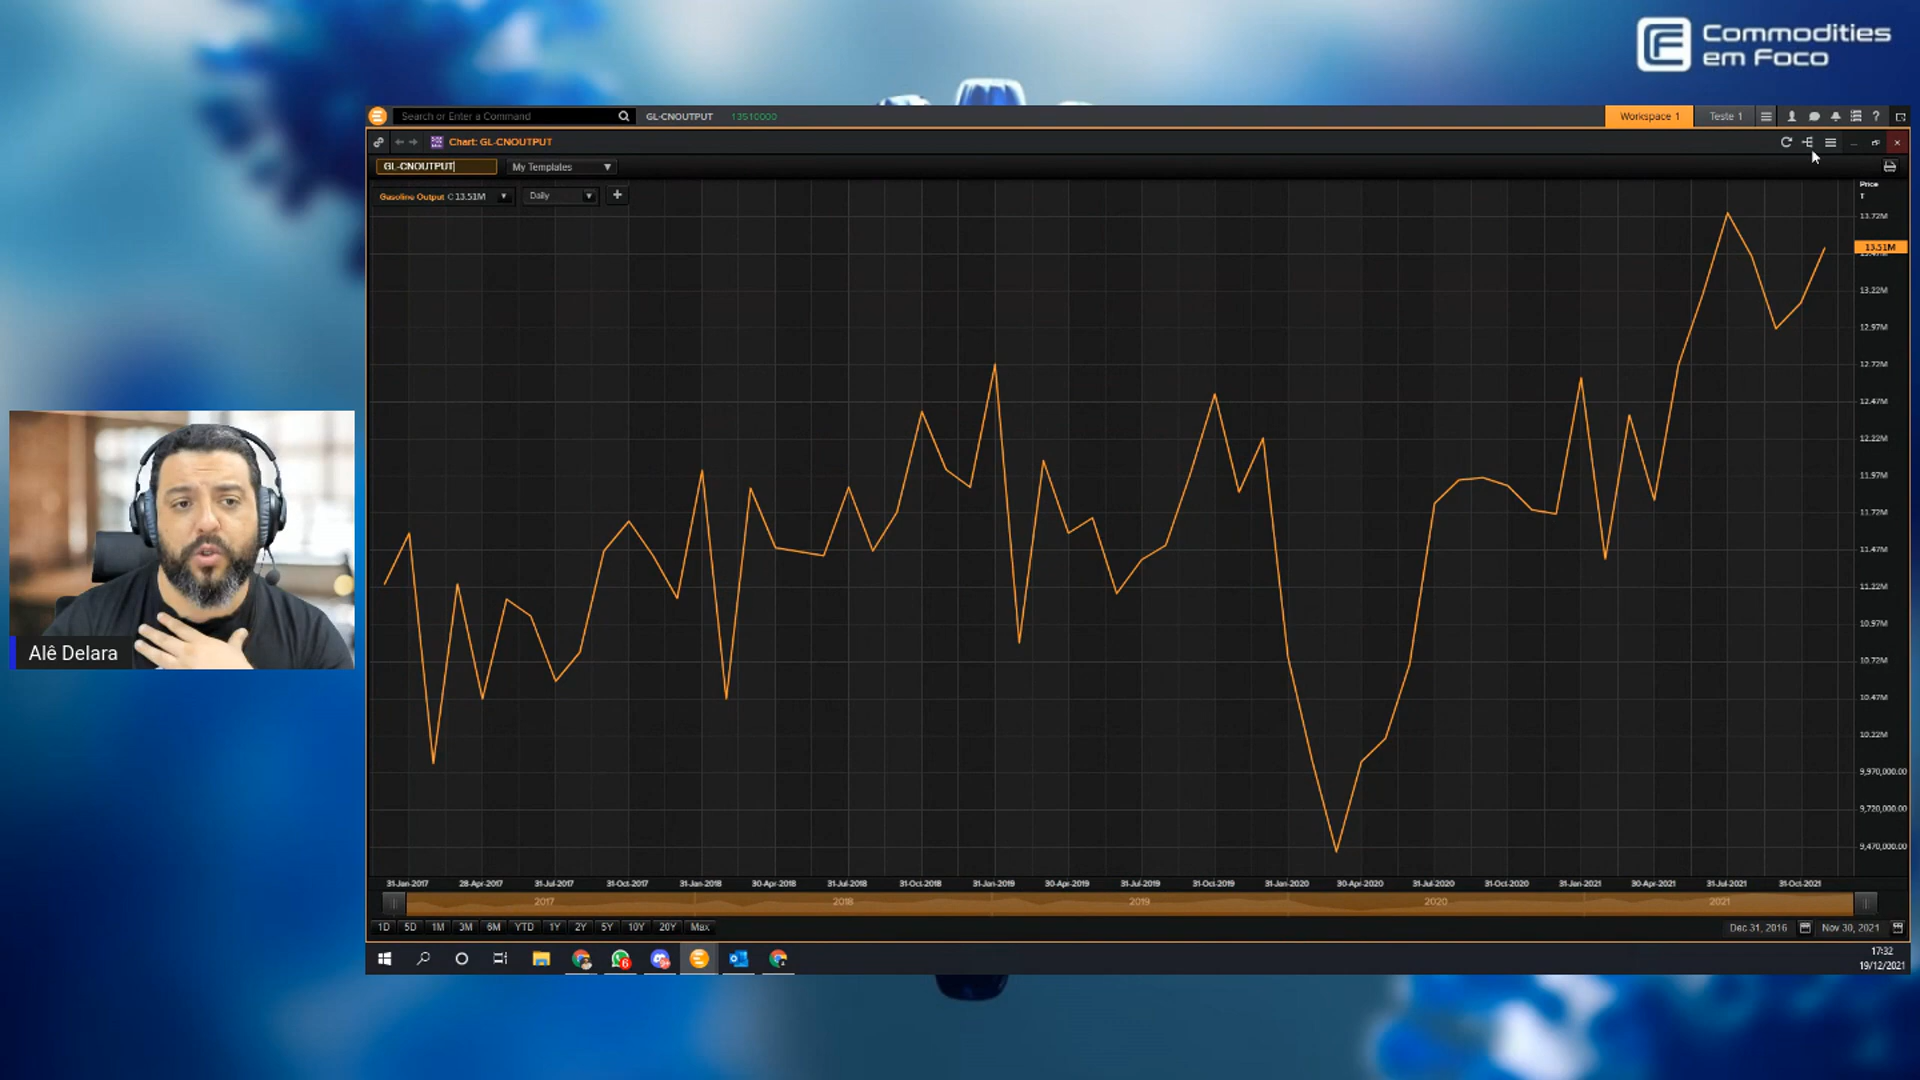 Commodities
em Foco
Search or Enter a Command
GL-CNOUTPUT 13510000
Workspace 1
Teste 1
?
Chart: GL-CNOUTPUT
GL-CNOUTPUT
My Templates
Gasoline Output C 13.51M
Daily
+
Price
T
13.72M
13.51M
13.22M
12.97M
12.72M
12.47M
12.22M
11.97M
11.72M
11.47M
11.22M
10.97M
10.72M
10.47M
10.22M
9,970,000.00
9,720,000.00
9,470,000.00
31-Jan-2017 28-Apr-2017 31-Jul-2017 31-Oct-2017 31-Jan-2018 30-Apr-2018 31-Jul-2018 31-Oct-2018 31-Jan-2019 30-Apr-2019 31-Jul-2019 31-Oct-2019 31-Jan-2020 30-Apr-2020 31-Jul-2020 31-Oct-2020 31-Jan-2021 30-Apr-2021 31-Jul-2021 31-Oct-2021
2017 2018 2019 2020 2021
1D 5D 1M 3M 6M YTD 1Y 2Y 5Y 10Y 20Y Max
Dec 31, 2016 Nov 30, 2021
6
17:32
19/12/2021
Alê Delara